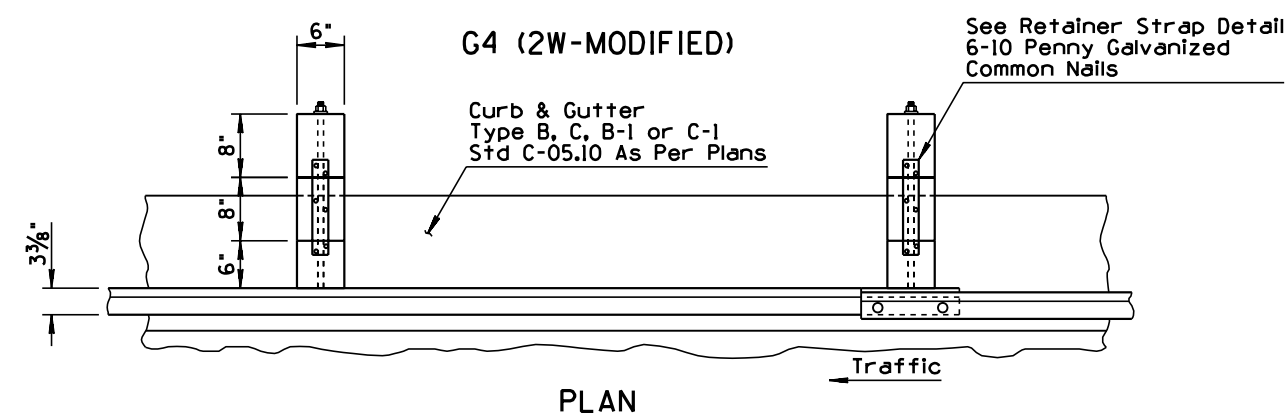 6"
G4 (2W-MODIFIED)
See Retainer Strap Detail
6-10 Penny Galvanized
Common Nails
Curb & Gutter
Type B, C, B-1 or C-1
Std C-05.10 As Per Plans
8"
8"
6"
3⅜"
Traffic
PLAN